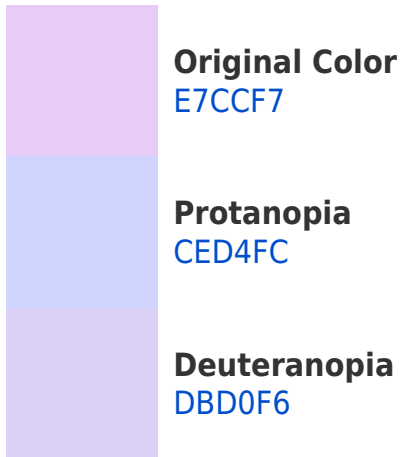 Original Color
E7CCF7
Protanopia
CED4FC
Deuteranopia
DBD0F6